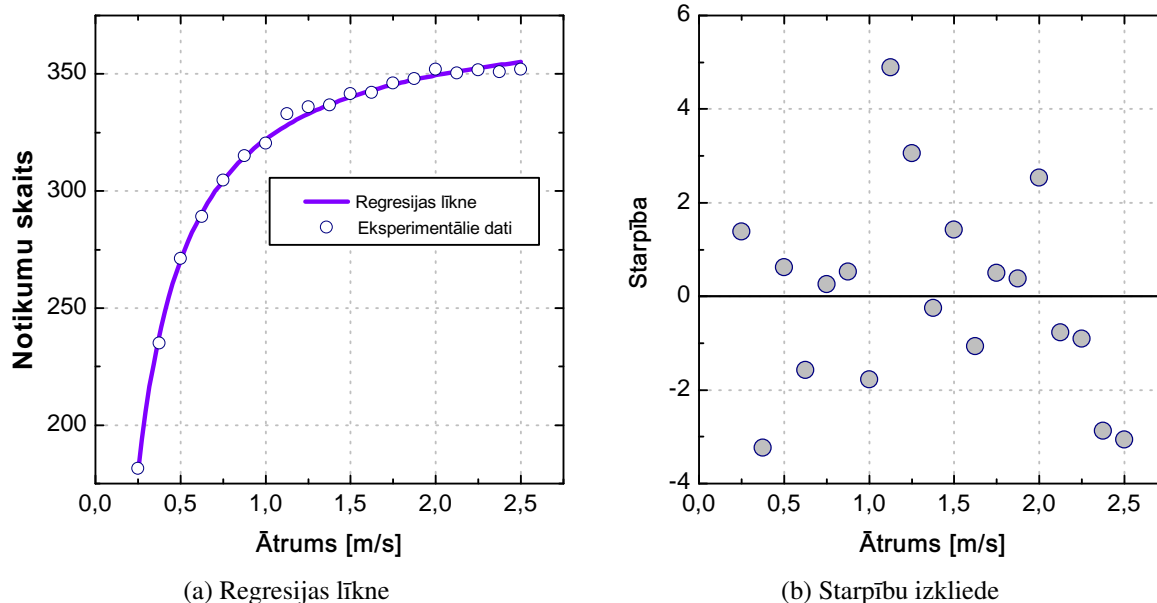 Notikumu skaits
350
300
250
200
0,0 0,5 1,0 1,5 2,0 2,5
Ātrums [m/s]
Regresijas līkne
Eksperimentālie dati
(a) Regresijas līkne
Starpība
6
4
2
0
-2
-4
0,0 0,5 1,0 1,5 2,0 2,5
Ātrums [m/s]
(b) Starpību izkliede